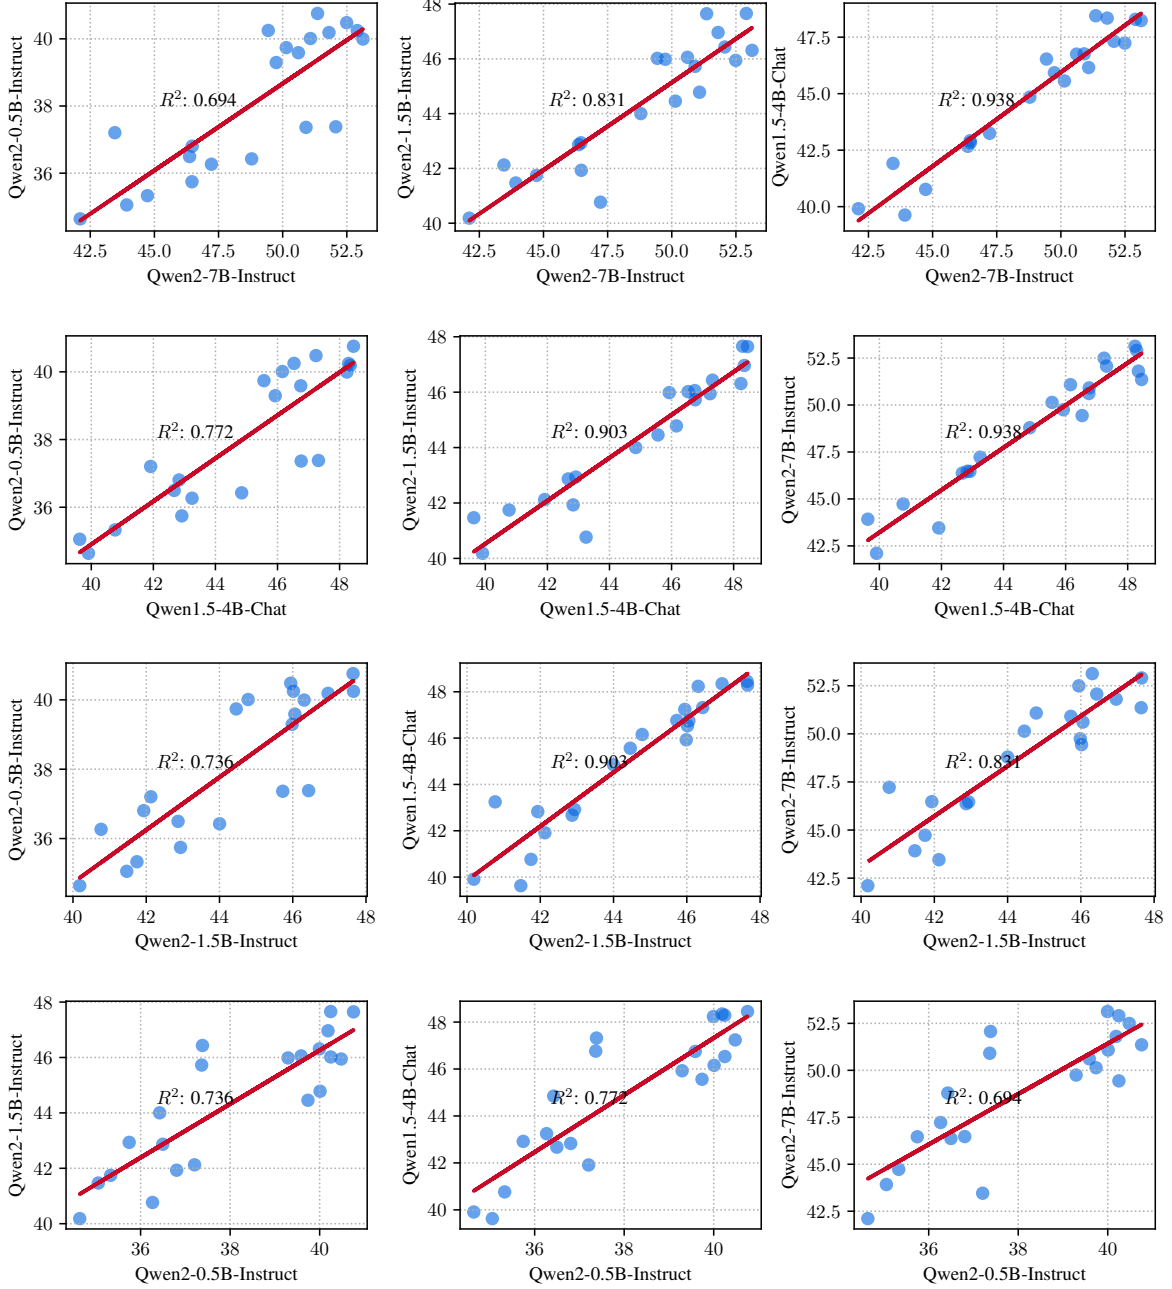 40
38
36
Qwen2-0.5B-Instruct
R²: 0.694
42.5 45.0 47.5 50.0 52.5
Qwen2-7B-Instruct
48
46
44
42
40
Qwen2-1.5B-Instruct
R²: 0.831
42.5 45.0 47.5 50.0 52.5
Qwen2-7B-Instruct
47.5
45.0
42.5
40.0
Qwen1.5-4B-Chat
R²: 0.938
42.5 45.0 47.5 50.0 52.5
Qwen2-7B-Instruct
40
38
36
Qwen2-0.5B-Instruct
R²: 0.772
40 42 44 46 48
Qwen1.5-4B-Chat
48
46
44
42
40
Qwen2-1.5B-Instruct
R²: 0.903
40 42 44 46 48
Qwen1.5-4B-Chat
52.5
50.0
47.5
45.0
42.5
Qwen2-7B-Instruct
R²: 0.938
40 42 44 46 48
Qwen1.5-4B-Chat
40
38
36
Qwen2-0.5B-Instruct
R²: 0.736
40 42 44 46 48
Qwen2-1.5B-Instruct
48
46
44
42
40
Qwen1.5-4B-Chat
R²: 0.903
40 42 44 46 48
Qwen2-1.5B-Instruct
52.5
50.0
47.5
45.0
42.5
Qwen2-7B-Instruct
R²: 0.831
40 42 44 46 48
Qwen2-1.5B-Instruct
48
46
44
42
40
Qwen2-1.5B-Instruct
R²: 0.736
36 38 40
Qwen2-0.5B-Instruct
48
46
44
42
40
Qwen1.5-4B-Chat
R²: 0.772
36 38 40
Qwen2-0.5B-Instruct
52.5
50.0
47.5
45.0
42.5
Qwen2-7B-Instruct
R²: 0.694
36 38 40
Qwen2-0.5B-Instruct